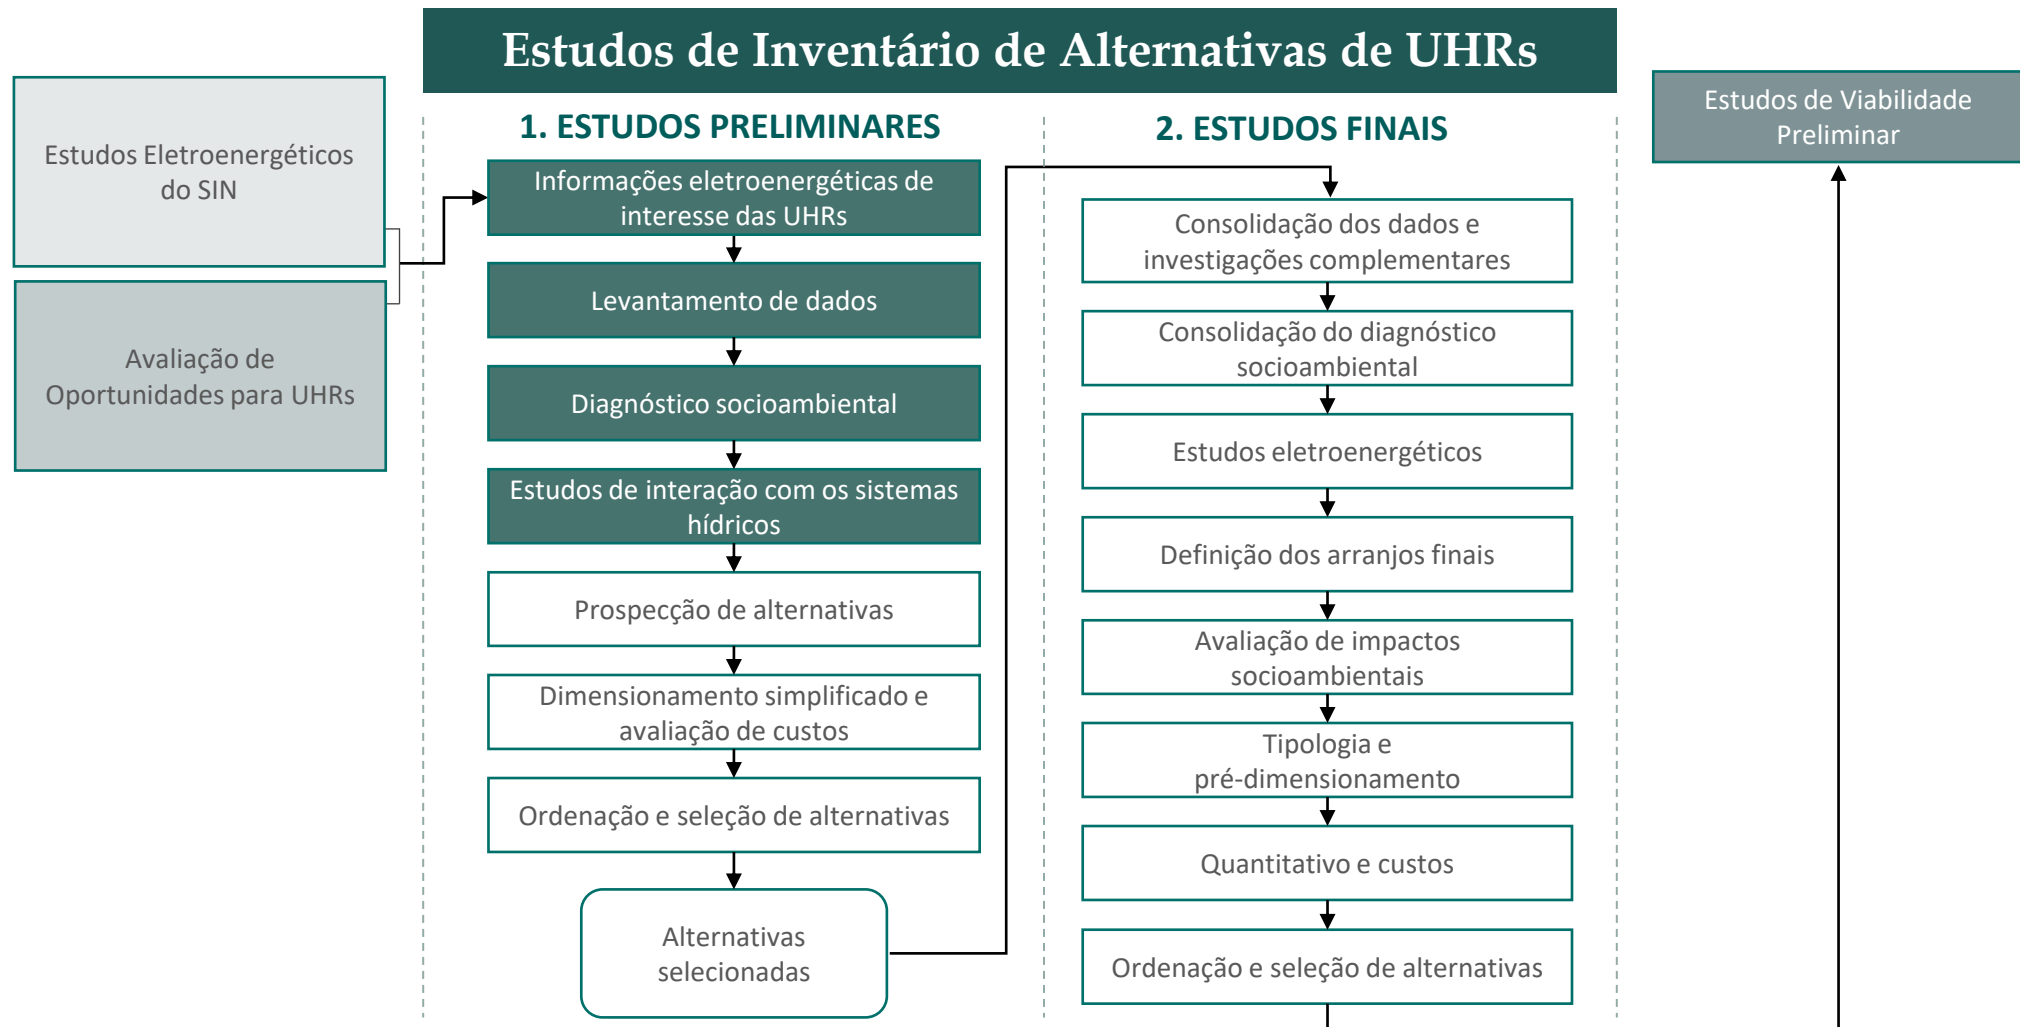 Estudos de Inventário de Alternativas de UHRs
Estudos Eletroenergéticos
do SIN
Avaliação de
Oportunidades para UHRs
1. ESTUDOS PRELIMINARES
Informações eletroenergéticas de
interesse das UHRs
Levantamento de dados
Diagnóstico socioambiental
Estudos de interação com os sistemas
hídricos
Prospecção de alternativas
Dimensionamento simplificado e
avaliação de custos
Ordenação e seleção de alternativas
Alternativas
selecionadas
2. ESTUDOS FINAIS
Consolidação dos dados e
investigações complementares
Consolidação do diagnóstico
socioambiental
Estudos eletroenergéticos
Definição dos arranjos finais
Avaliação de impactos
socioambientais
Tipologia e
pré-dimensionamento
Quantitativo e custos
Ordenação e seleção de alternativas
Estudos de Viabilidade
Preliminar